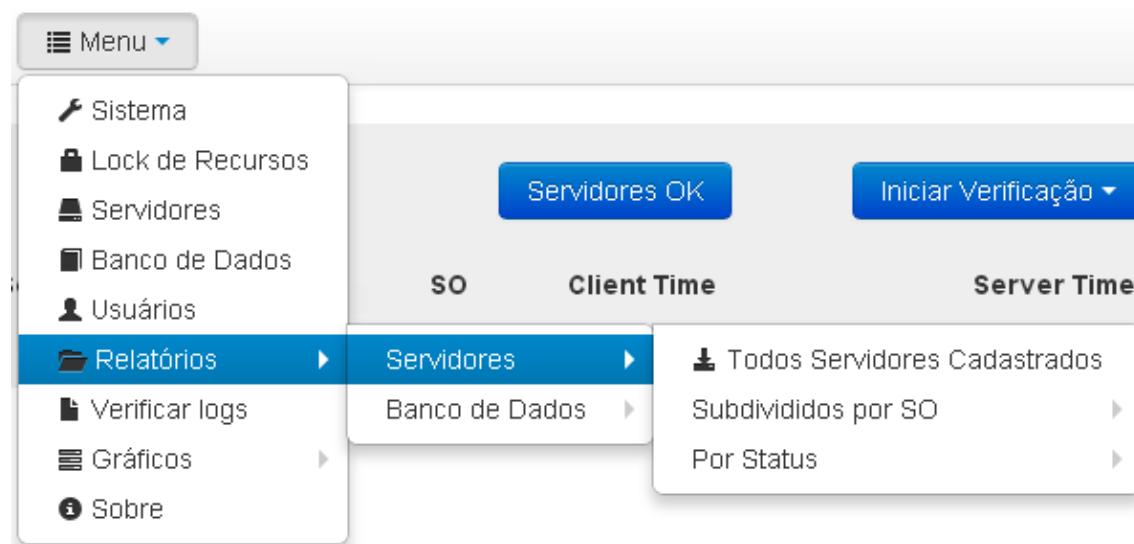 Menu
Sistema
Lock de Recursos
Servidores
Banco de Dados
Usuários
Relatórios
Verificar logs
Gráficos
Sobre
Servidores OK
Iniciar Verificação
SO
Client Time
Server Time
Servidores
Banco de Dados
Todos Servidores Cadastrados
Subdivididos por SO
Por Status